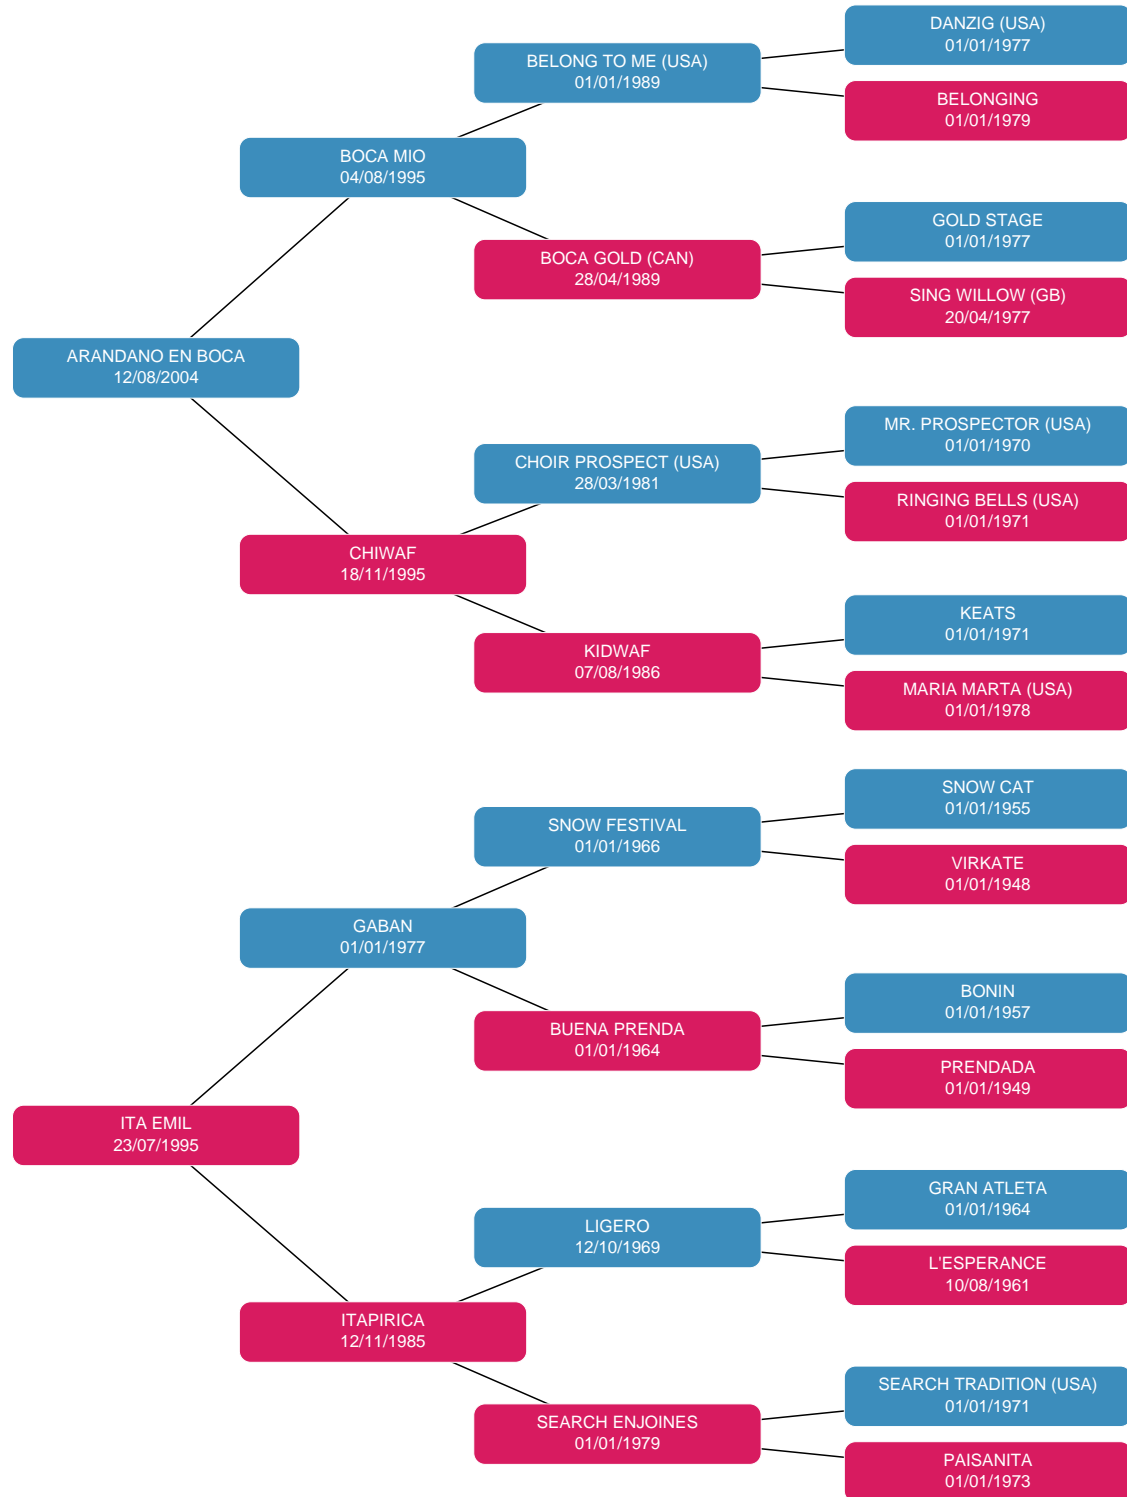 DANZIG (USA)
01/01/1977
BELONG TO ME (USA)
01/01/1989
BELONGING
01/01/1979
BOCA MIO
04/08/1995
GOLD STAGE
01/01/1977
BOCA GOLD (CAN)
28/04/1989
SING WILLOW (GB)
20/04/1977
ARANDANO EN BOCA
12/08/2004
MR. PROSPECTOR (USA)
01/01/1970
CHOIR PROSPECT (USA)
28/03/1981
RINGING BELLS (USA)
01/01/1971
CHIWAF
18/11/1995
KEATS
01/01/1971
KIDWAF
07/08/1986
MARIA MARTA (USA)
01/01/1978
SNOW CAT
01/01/1955
SNOW FESTIVAL
01/01/1966
VIRKATE
01/01/1948
GABAN
01/01/1977
BONIN
01/01/1957
BUENA PRENDA
01/01/1964
PRENDADA
01/01/1949
ITA EMIL
23/07/1995
GRAN ATLETA
01/01/1964
LIGERO
12/10/1969
L'ESPERANCE
10/08/1961
ITAPIRICA
12/11/1985
SEARCH TRADITION (USA)
01/01/1971
SEARCH ENJOINES
01/01/1979
PAISANITA
01/01/1973